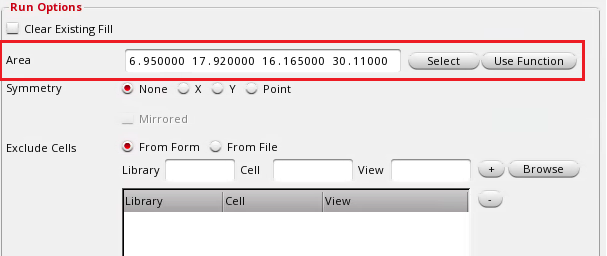 Run Options
Clear Existing Fill
Area 6.950000 17.920000 16.165000 30.11000 Select Use Function
Symmetry None X Y Point
Mirrored
Exclude Cells From Form From File
Library Cell View + Browse
Library Cell View -